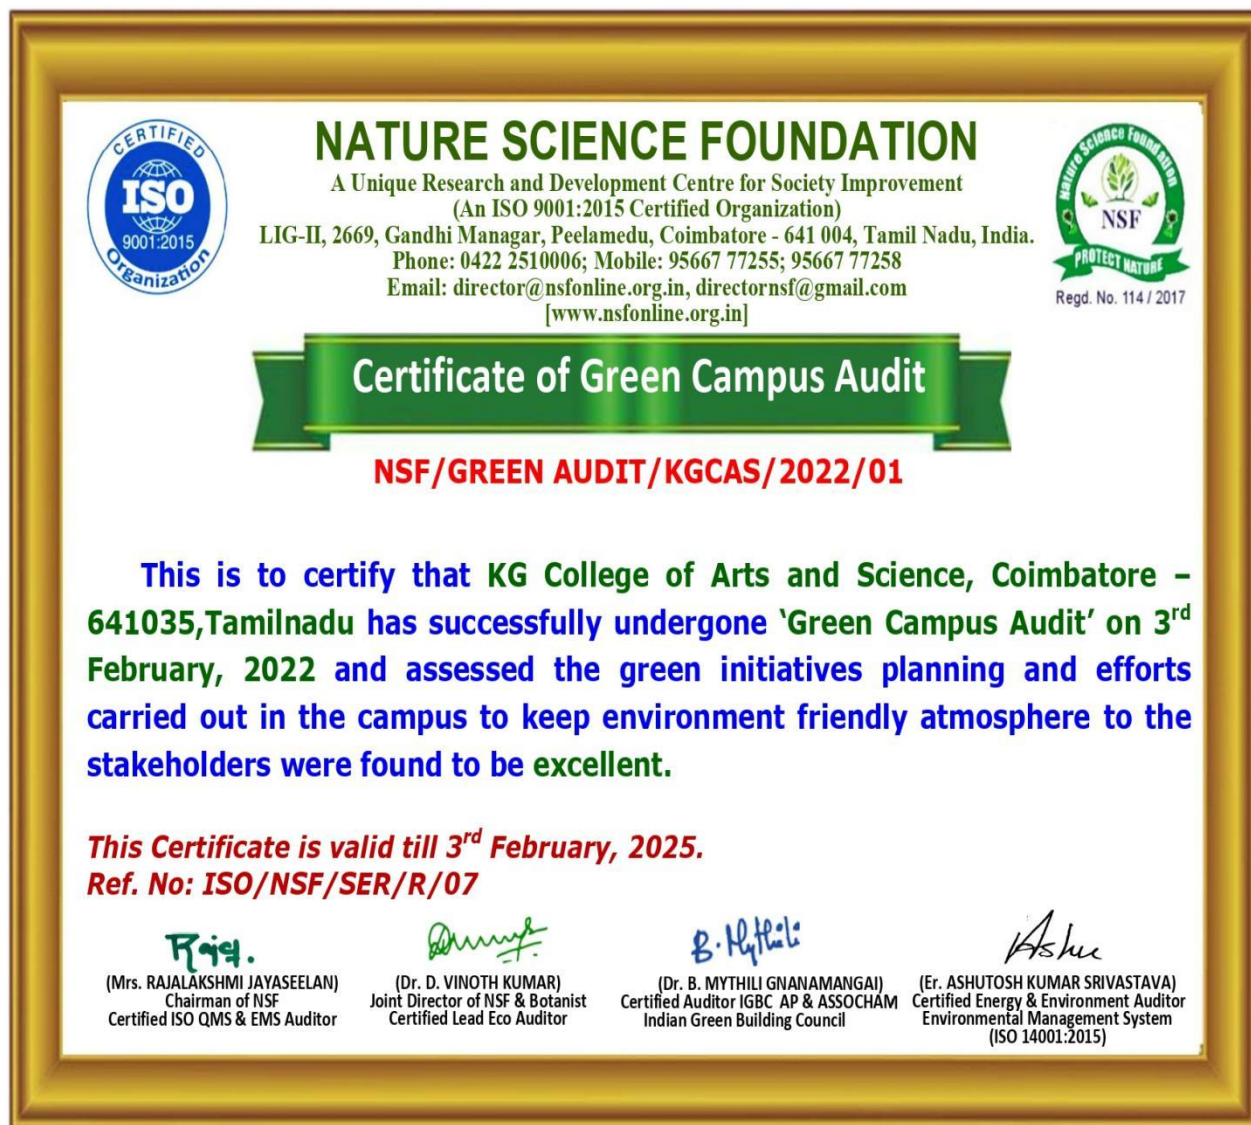 CERTIFIED
ISO
9001:2015
Organization
NATURE SCIENCE FOUNDATION
A Unique Research and Development Centre for Society Improvement
(An ISO 9001:2015 Certified Organization)
LIG-II, 2669, Gandhi Managar, Peelamedu, Coimbatore - 641 004, Tamil Nadu, India.
Phone: 0422 2510006; Mobile: 95667 77255; 95667 77258
Email: director@nsfonline.org.in, directornsf@gmail.com
[www.nsfonline.org.in]
Nature Science Foundation
NSF
PROTECT NATURE
Regd. No. 114 / 2017
Certificate of Green Campus Audit
NSF/GREEN AUDIT/KGCAS/2022/01
This is to certify that KG College of Arts and Science, Coimbatore –
641035,Tamilnadu has successfully undergone ‘Green Campus Audit’ on 3rd
February, 2022 and assessed the green initiatives planning and efforts
carried out in the campus to keep environment friendly atmosphere to the
stakeholders were found to be excellent.
This Certificate is valid till 3rd February, 2025.
Ref. No: ISO/NSF/SER/R/07
B. Mythili
Ashu
(Mrs. RAJALAKSHMI JAYASEELAN)
Chairman of NSF
Certified ISO QMS & EMS Auditor
(Dr. D. VINOTH KUMAR)
Joint Director of NSF & Botanist
Certified Lead Eco Auditor
(Dr. B. MYTHILI GNANAMANGAI)
Certified Auditor IGBC AP & ASSOCHAM
Indian Green Building Council
(Er. ASHUTOSH KUMAR SRIVASTAVA)
Certified Energy & Environment Auditor
Environmental Management System
(ISO 14001:2015)